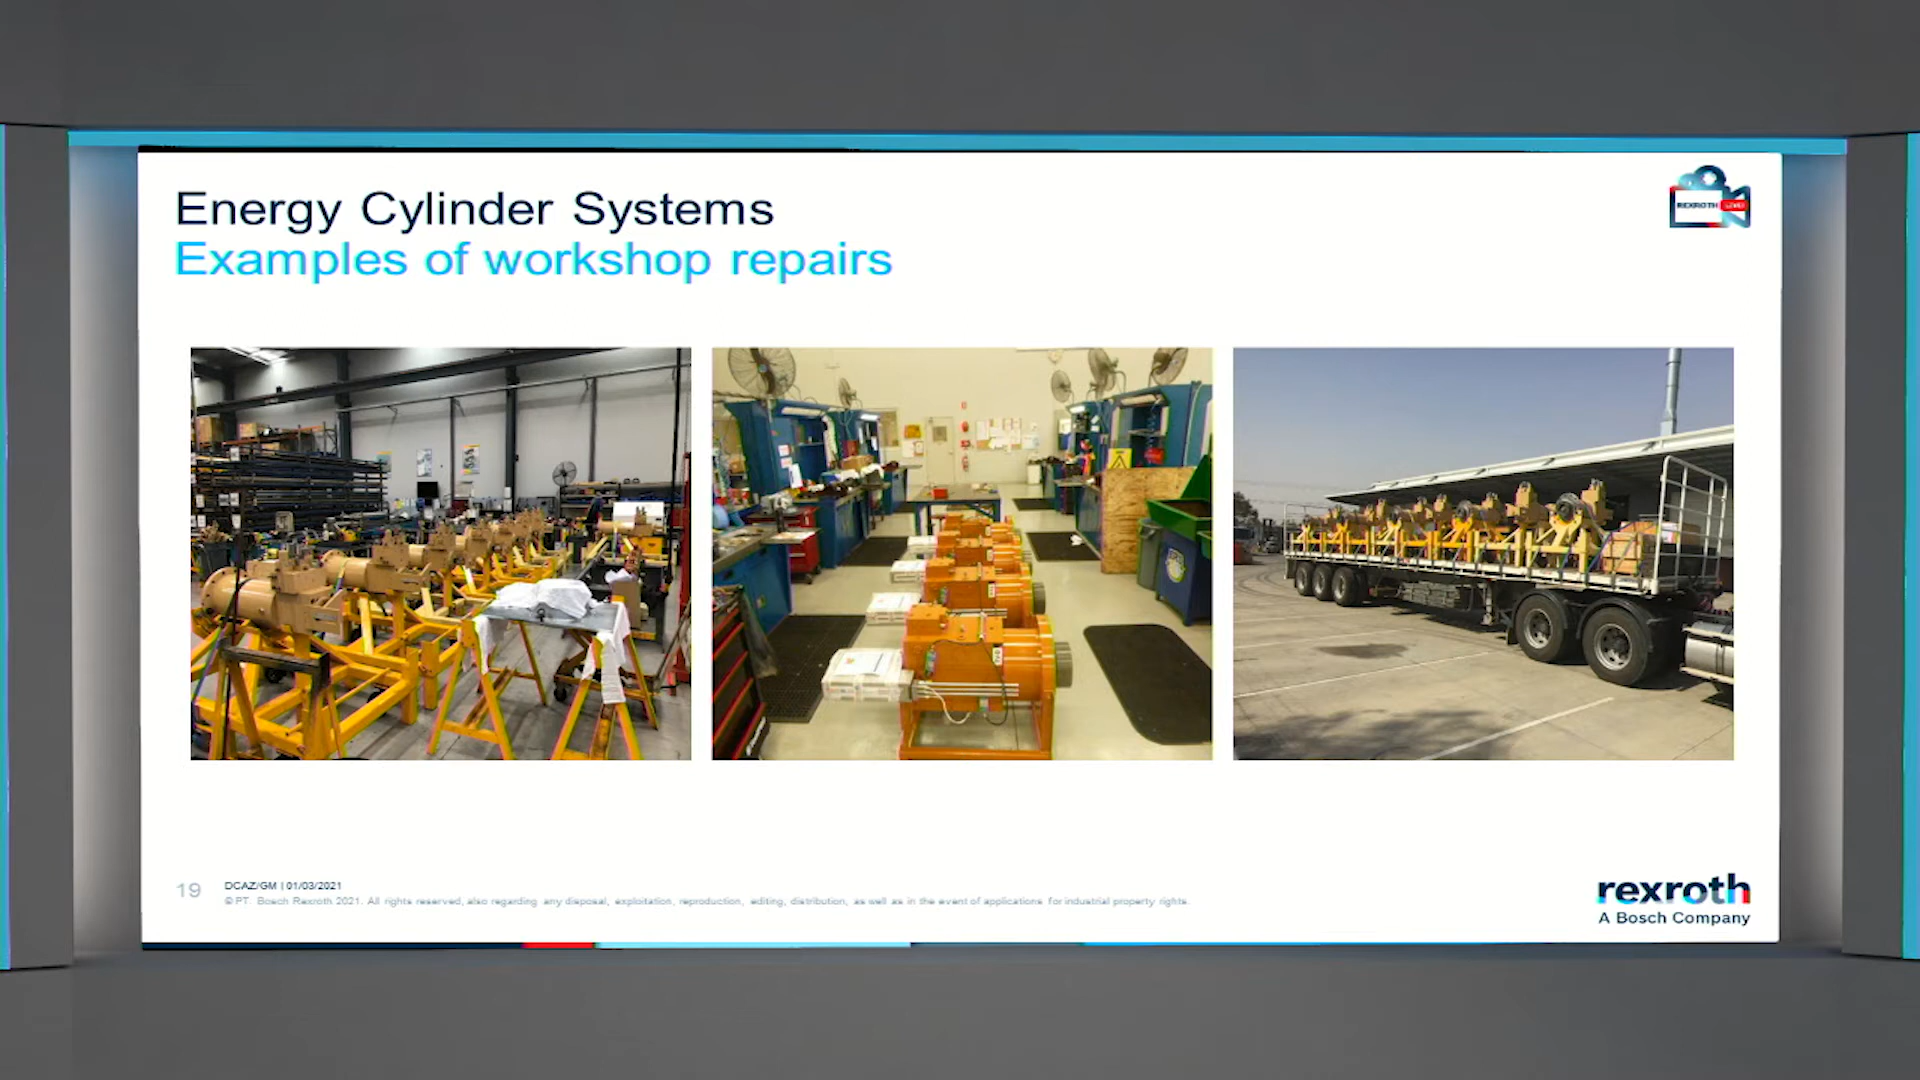 Energy Cylinder Systems
Examples of workshop repairs
REXROTH LIVE!
19
DCAZ/GM | 01/03/2021
© PT. Bosch Rexroth 2021. All rights reserved, also regarding any disposal, exploitation, reproduction, editing, distribution, as well as in the event of applications for industrial property rights.
rexroth
A Bosch Company